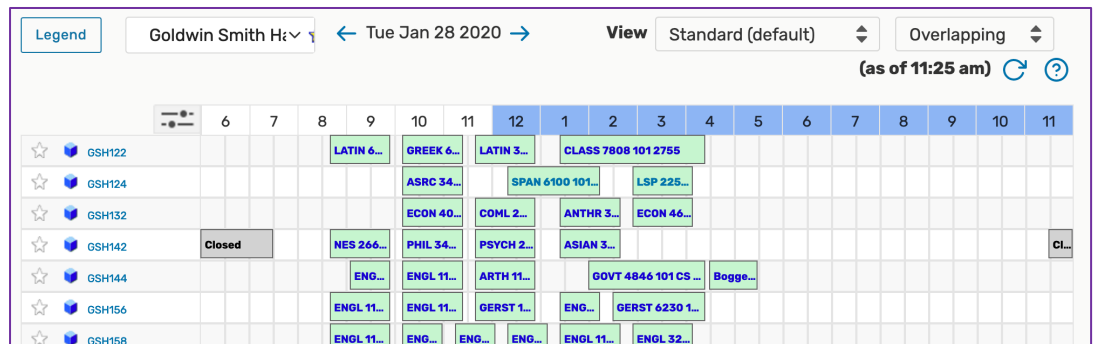 Legend Goldwin Smith Ha Tue Jan 28 2020 View Standard (default) Overlapping
(as of 11:25 am) ?
6 7 8 9 10 11 12 1 2 3 4 5 6 7 8 9 10 11
GSH122 LATIN 6... GREEK 6... LATIN 3... CLASS 7808 101 2755
GSH124 ASRC 34... SPAN 6100 101... LSP 225...
GSH132 ECON 40... COML 2... ANTHR 3... ECON 46...
GSH142 Closed NES 266... PHIL 34... PSYCH 2... ASIAN 3... Cl...
GSH144 ENG... ENGL 11... ARTH 11... GOVT 4846 101 CS ... Bogge...
GSH156 ENGL 11... ENGL 11... GERST 1... ENG... GERST 6230 1...
GSH158 ENGL 11... ENG... ENG... ENG... ENGL 11... ENGL 32...